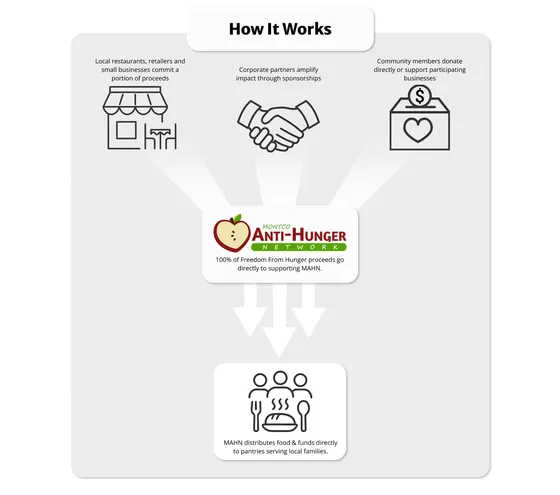 How It Works
Local restaurants, retailers and
small businesses commit a
portion of proceeds
Corporate partners amplify
impact through sponsorships
Community members donate
directly or support participating
businesses
$
MONTCO
ANTI-HUNGER
NETWORK
100% of Freedom From Hunger proceeds go
directly to supporting MAHN.
MAHN distributes food & funds directly
to pantries serving local families.